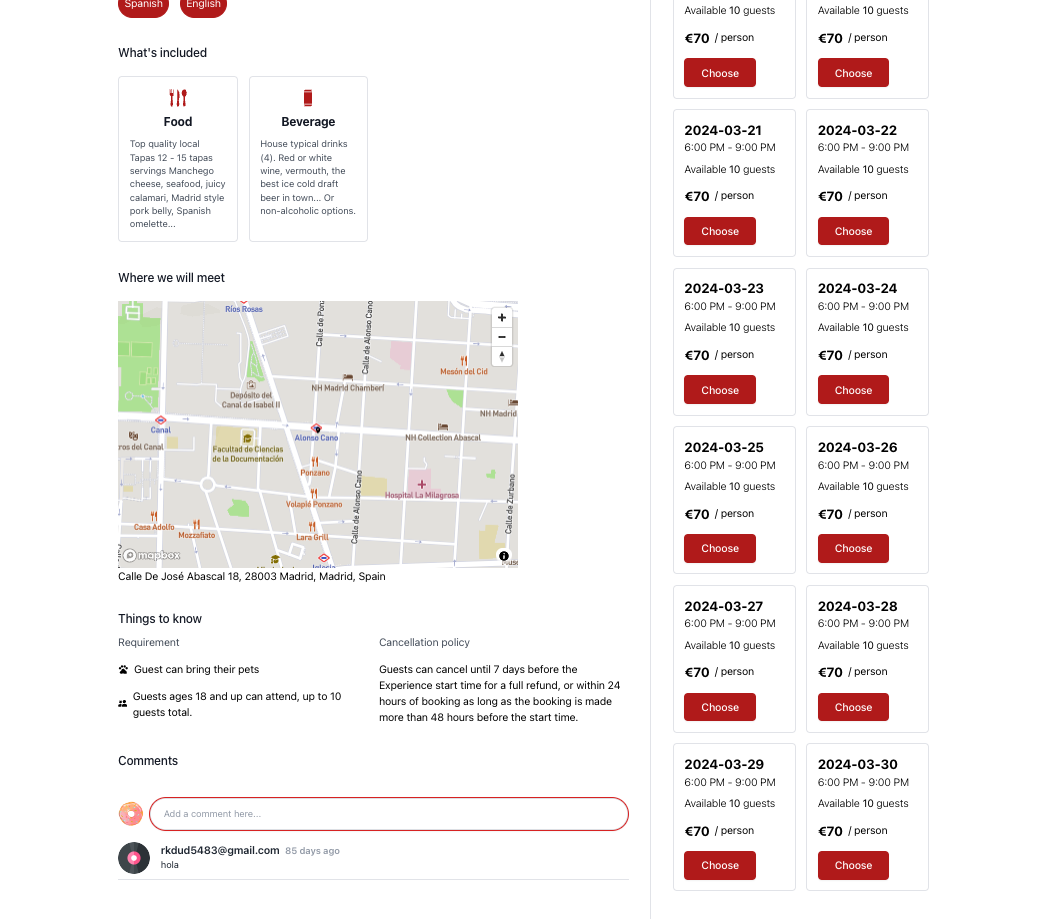 Spanish
English
What's included
Food
Top quality local
Tapas 12 - 15 tapas
servings Manchego
cheese, seafood, juicy
calamari, Madrid style
pork belly, Spanish
omelette...
Beverage
House typical drinks
(4). Red or white
wine, vermouth, the
best ice cold draft
beer in town... Or
non-alcoholic options.
Where we will meet
Ríos Rosas
Calle de Alonso Cano
Mesón del Cid
NH Madrid Chamberí
Depósito del
Canal de Isabel II
NH Madrid
Canal
Alonso Cano
NH Collection Abascal
ros del Canal
Facultad de Ciencias
de la Documentación
Ponzano
Calle de Alonso Cano
Hospital La Milagrosa
Calle de Zurbano
Volapié Ponzano
Casa Adolfo
Mozzafiato
Lara Grill
Iglesia
mapbox
Calle De José Abascal 18, 28003 Madrid, Madrid, Spain
Things to know
Requirement
Guest can bring their pets
Guests ages 18 and up can attend, up to 10
guests total.
Cancellation policy
Guests can cancel until 7 days before the
Experience start time for a full refund, or within 24
hours of booking as long as the booking is made
more than 48 hours before the start time.
Comments
Add a comment here...
rkdud5483@gmail.com 85 days ago
hola
Available 10 guests
€70 / person
Choose
Available 10 guests
€70 / person
Choose
2024-03-21
6:00 PM - 9:00 PM
Available 10 guests
€70 / person
Choose
2024-03-22
6:00 PM - 9:00 PM
Available 10 guests
€70 / person
Choose
2024-03-23
6:00 PM - 9:00 PM
Available 10 guests
€70 / person
Choose
2024-03-24
6:00 PM - 9:00 PM
Available 10 guests
€70 / person
Choose
2024-03-25
6:00 PM - 9:00 PM
Available 10 guests
€70 / person
Choose
2024-03-26
6:00 PM - 9:00 PM
Available 10 guests
€70 / person
Choose
2024-03-27
6:00 PM - 9:00 PM
Available 10 guests
€70 / person
Choose
2024-03-28
6:00 PM - 9:00 PM
Available 10 guests
€70 / person
Choose
2024-03-29
6:00 PM - 9:00 PM
Available 10 guests
€70 / person
Choose
2024-03-30
6:00 PM - 9:00 PM
Available 10 guests
€70 / person
Choose